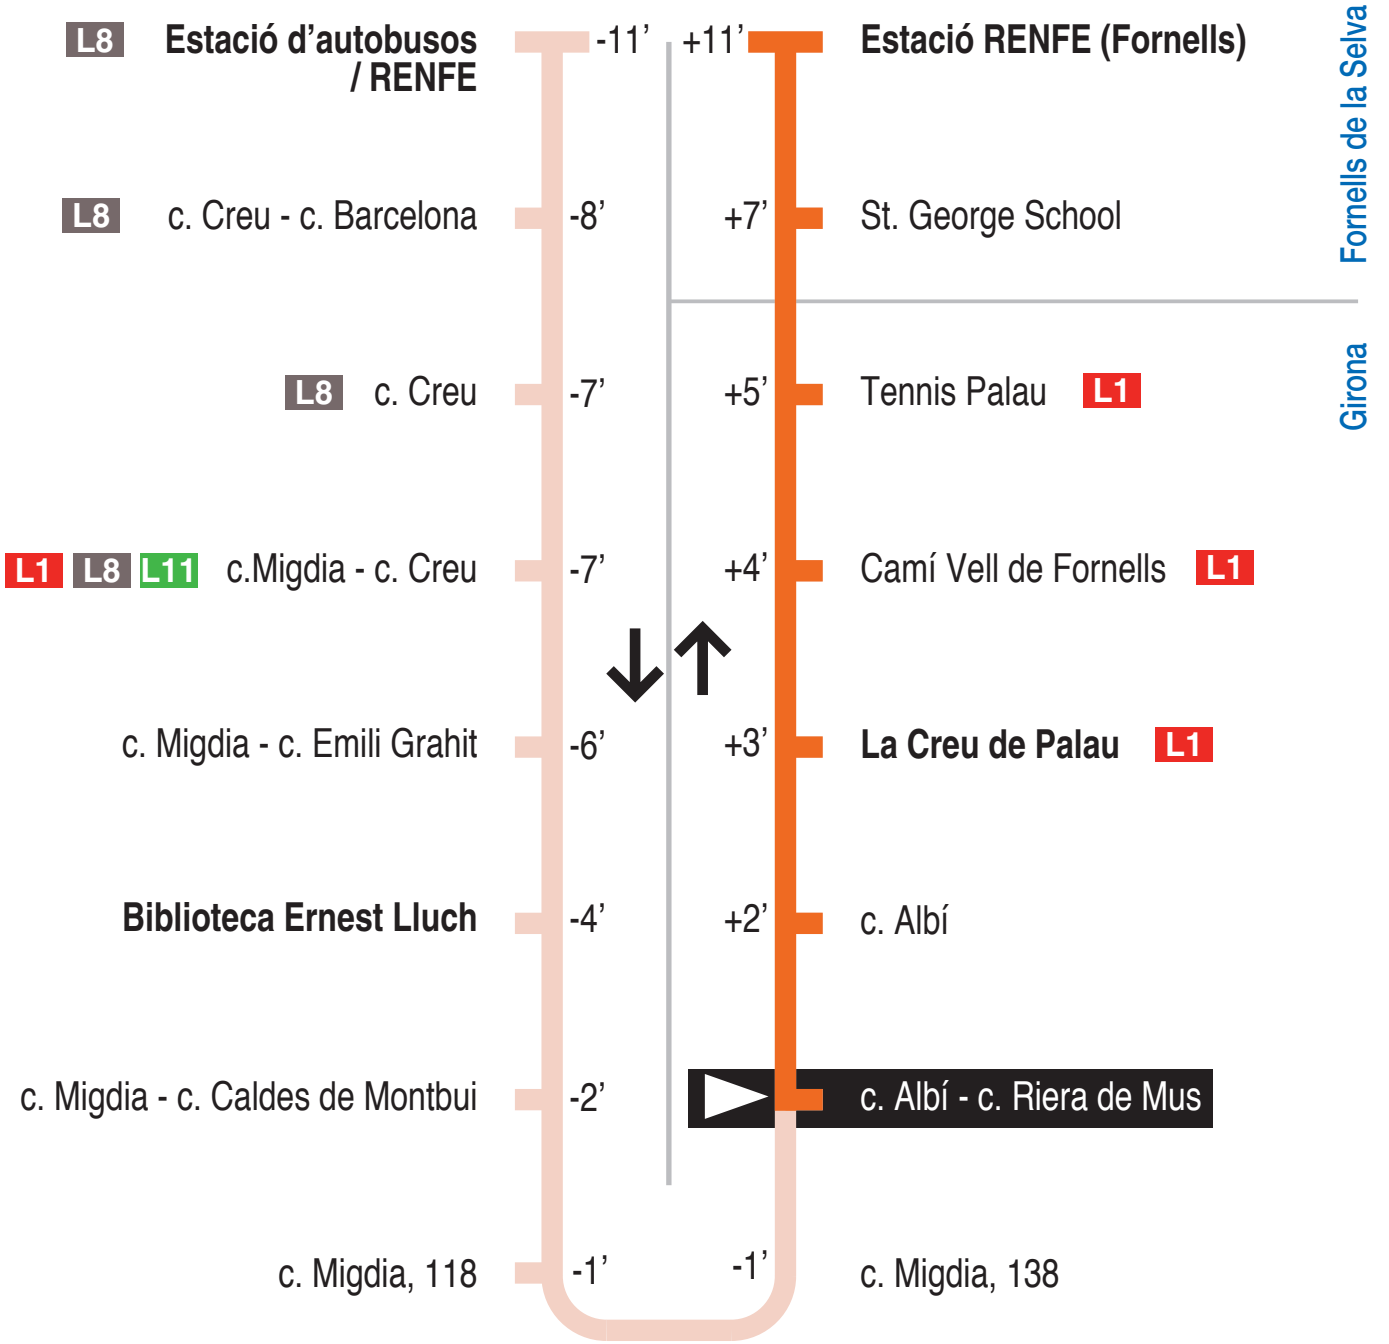 L8 Estació d’autobusos / RENFE -11’ +11’ Estació RENFE (Fornells)
L8 c. Creu - c. Barcelona -8’ +7’ St. George School
Fornells de la Selva
L8 c. Creu -7’ +5’ Tennis Palau L1
Girona
L1 L8 L11 c.Migdia - c. Creu -7’ +4’ Camí Vell de Fornells L1
c. Migdia - c. Emili Grahit -6’ +3’ La Creu de Palau L1
Biblioteca Ernest Lluch -4’ +2’ c. Albí
c. Migdia - c. Caldes de Montbui -2’ c. Albí - c. Riera de Mus
c. Migdia, 118 -1’ -1’ c. Migdia, 138